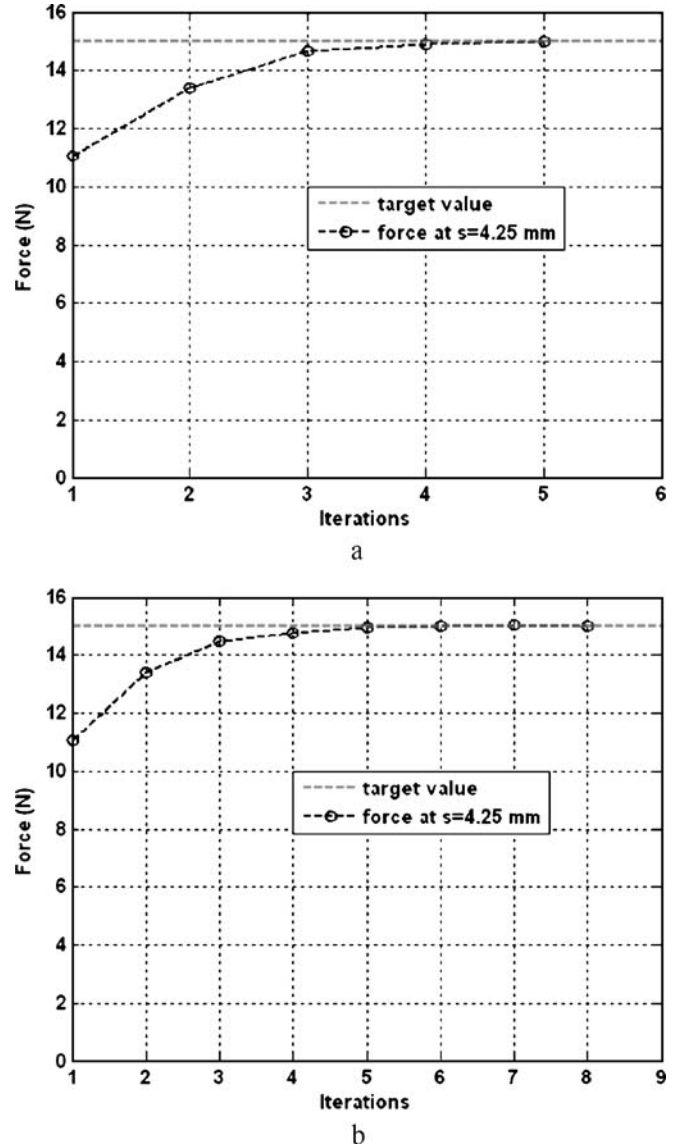 16
14
12
10
8
6
4
2
0
Force (N)
target value
force at s=4.25 mm
1 2 3 4 5 6
Iterations
a
16
14
12
10
8
6
4
2
0
Force (N)
target value
force at s=4.25 mm
1 2 3 4 5 6 7 8 9
Iterations
b